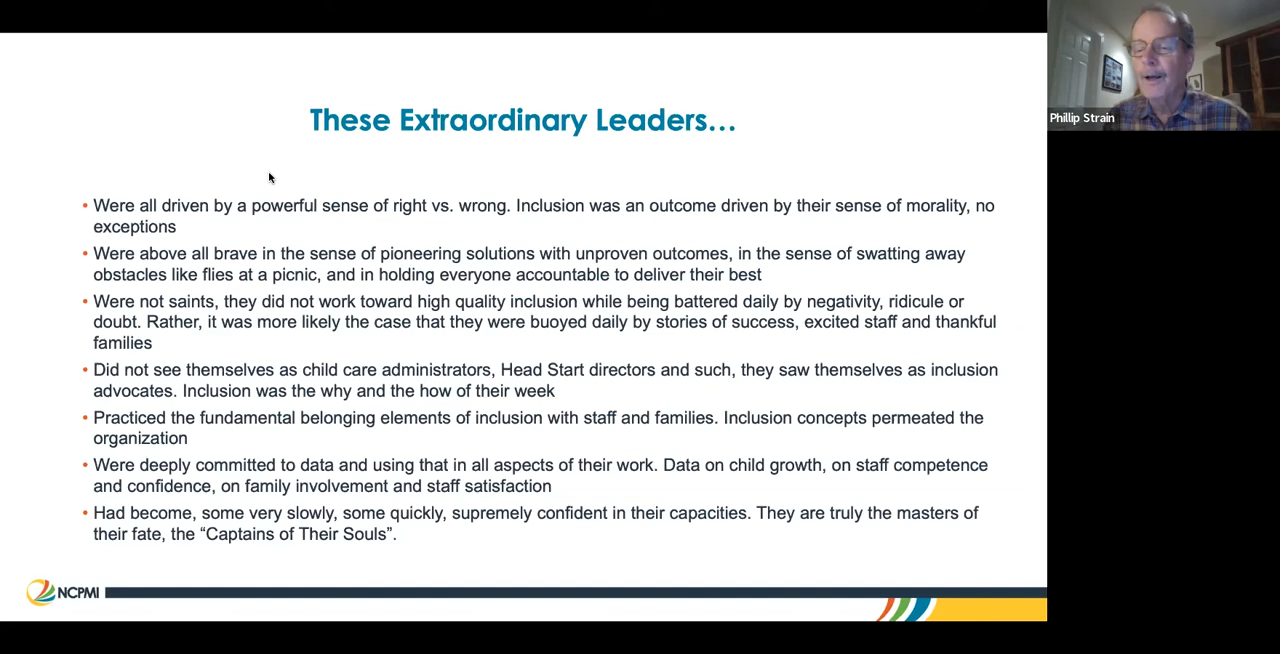 These Extraordinary Leaders...
• Were all driven by a powerful sense of right vs. wrong. Inclusion was an outcome driven by their sense of morality, no
exceptions
• Were above all brave in the sense of pioneering solutions with unproven outcomes, in the sense of swatting away
obstacles like flies at a picnic, and in holding everyone accountable to deliver their best
• Were not saints, they did not work toward high quality inclusion while being battered daily by negativity, ridicule or
doubt. Rather, it was more likely the case that they were buoyed daily by stories of success, excited staff and thankful
families
• Did not see themselves as child care administrators, Head Start directors and such, they saw themselves as inclusion
advocates. Inclusion was the why and the how of their week
• Practiced the fundamental belonging elements of inclusion with staff and families. Inclusion concepts permeated the
organization
• Were deeply committed to data and using that in all aspects of their work. Data on child growth, on staff competence
and confidence, on family involvement and staff satisfaction
• Had become, some very slowly, some quickly, supremely confident in their capacities. They are truly the masters of
their fate, the “Captains of Their Souls”.
NCPMI
Phillip Strain